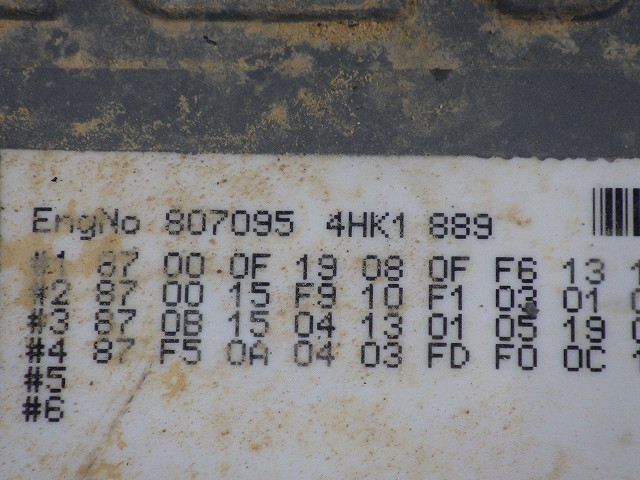 EngNo 807095 4HK1 889
#1 87 00 0F 19 08 0F F6 13
#2 87 00 15 F9 10 F1 03 01
#3 87 0B 15 04 13 01 05 19
#4 87 F5 0A 04 03 FD F0 0C
#5
#6